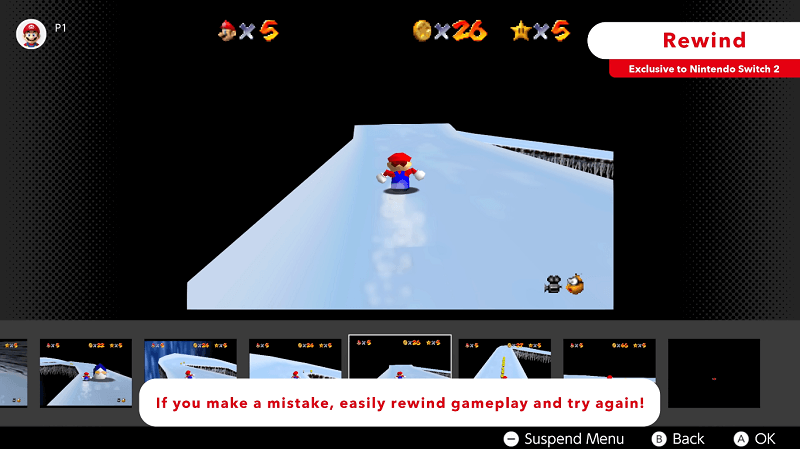 P1
x 5
x 26
x 5
Rewind
Exclusive to Nintendo Switch 2
If you make a mistake, easily rewind gameplay and try again!
Suspend Menu
B Back
A OK